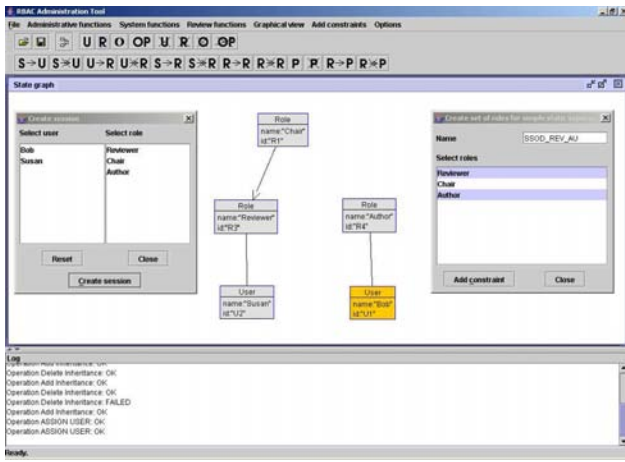 RBAC Administration Tool
File Administrative functions System functions Review functions Graphical view Add constraints Options
U R O OP U R O OP
S→U S✳U U→R U✳R S→R S✳R R→R R✳R P P R→P R✳P
State graph
Create session
Select user Select role
Bob
Susan
Reviewer
Chair
Author
Reset Close
Create session
Role
name:"Chair"
id:"R1"
Role
name:"Reviewer"
id:"R3"
Role
name:"Author"
id:"R4"
User
name:"Susan"
id:"U2"
User
name:"Bob"
id:"U1"
Create set of roles for simple static
Name SSOD_REV_AU
Select roles
Reviewer
Chair
Author
Add constraint Close
Log
Operation Add Inheritance: OK
Operation Delete Inheritance: OK
Operation Add Inheritance: OK
Operation Delete Inheritance: OK
Operation Delete Inheritance: FAILED
Operation Add Inheritance: OK
Operation ASSIGN USER: OK
Operation ASSIGN USER: OK
Ready.